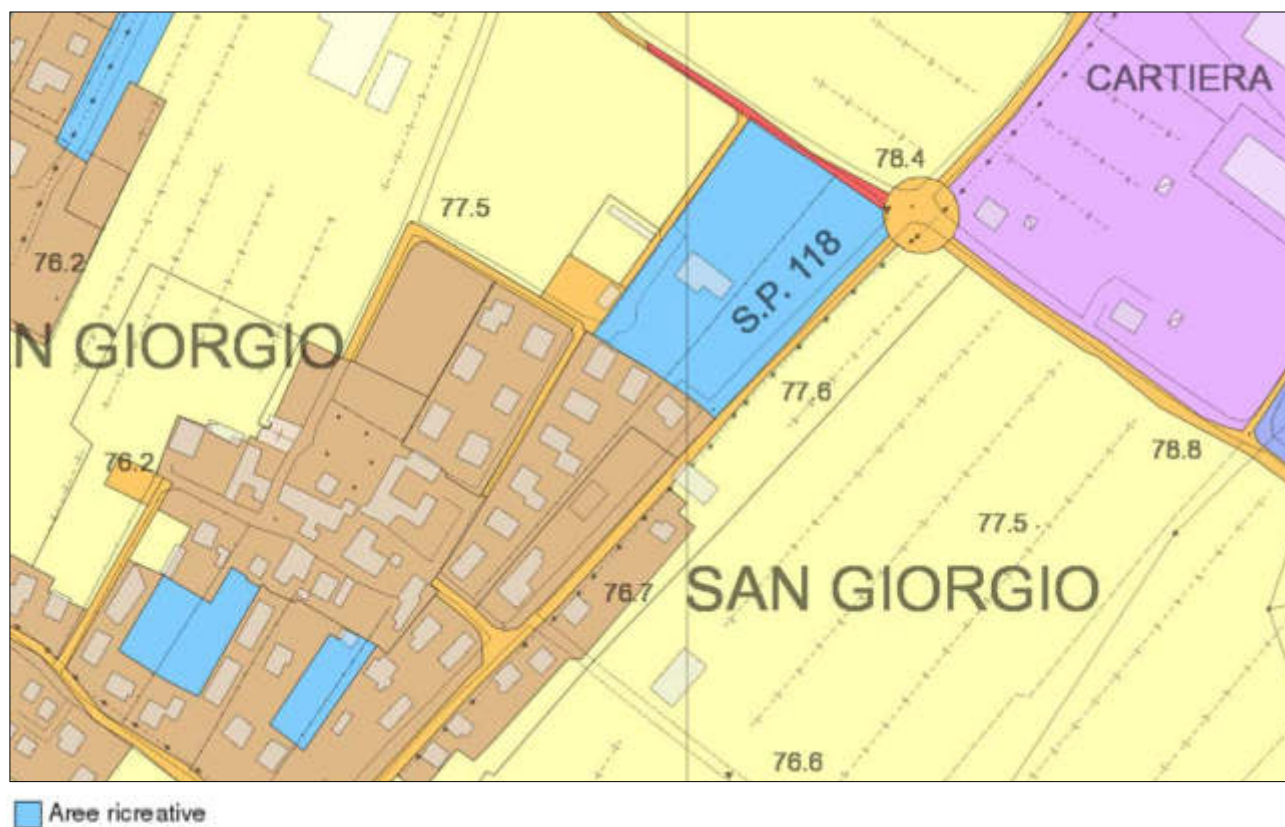 CARTIERA
78.4
77.5
76.2
S.P. 118
N GIORGIO
77.6
76.2
78.8
77.5
76.7
SAN GIORGIO
76.6
Aree ricreative